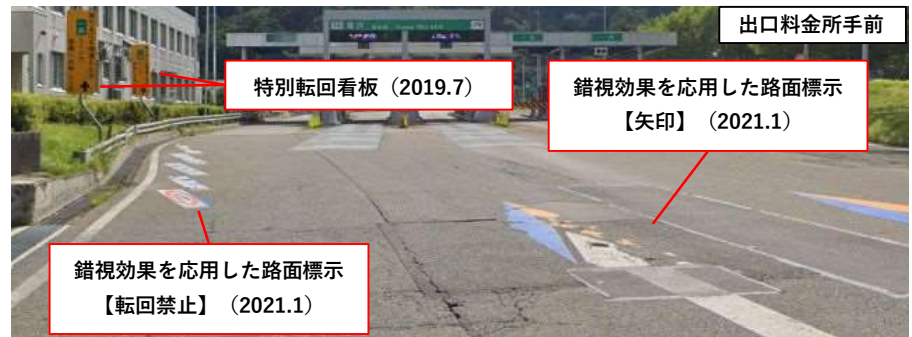 出口料金所手前
特別転回看板（2019.7）
錯視効果を応用した路面標示
【矢印】（2021.1）
錯視効果を応用した路面標示
【転回禁止】（2021.1）